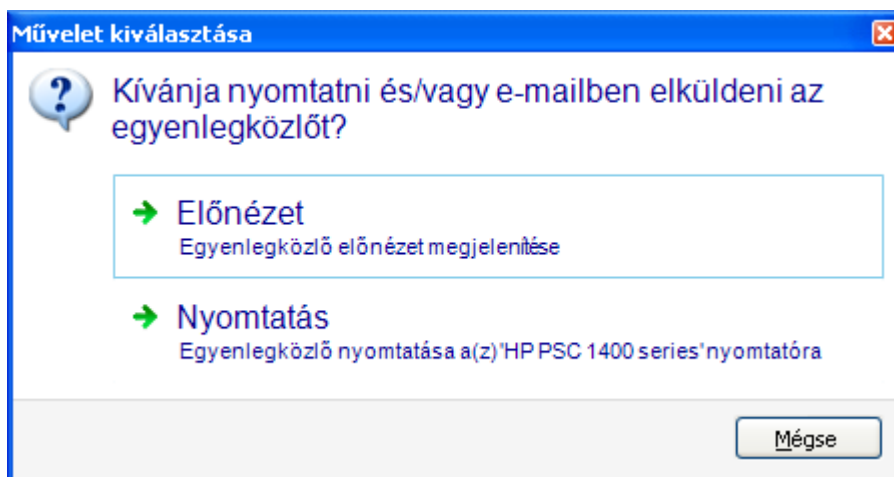 Művelet kiválasztása
Kívánja nyomtatni és/vagy e-mailben elküldeni az
egyenlegközlőt?
Előnézet
Egyenlegközlő előnézet megjelenítése
Nyomtatás
Egyenlegközlő nyomtatása a(z)'HP PSC 1400 series' nyomtatóra
Mégse